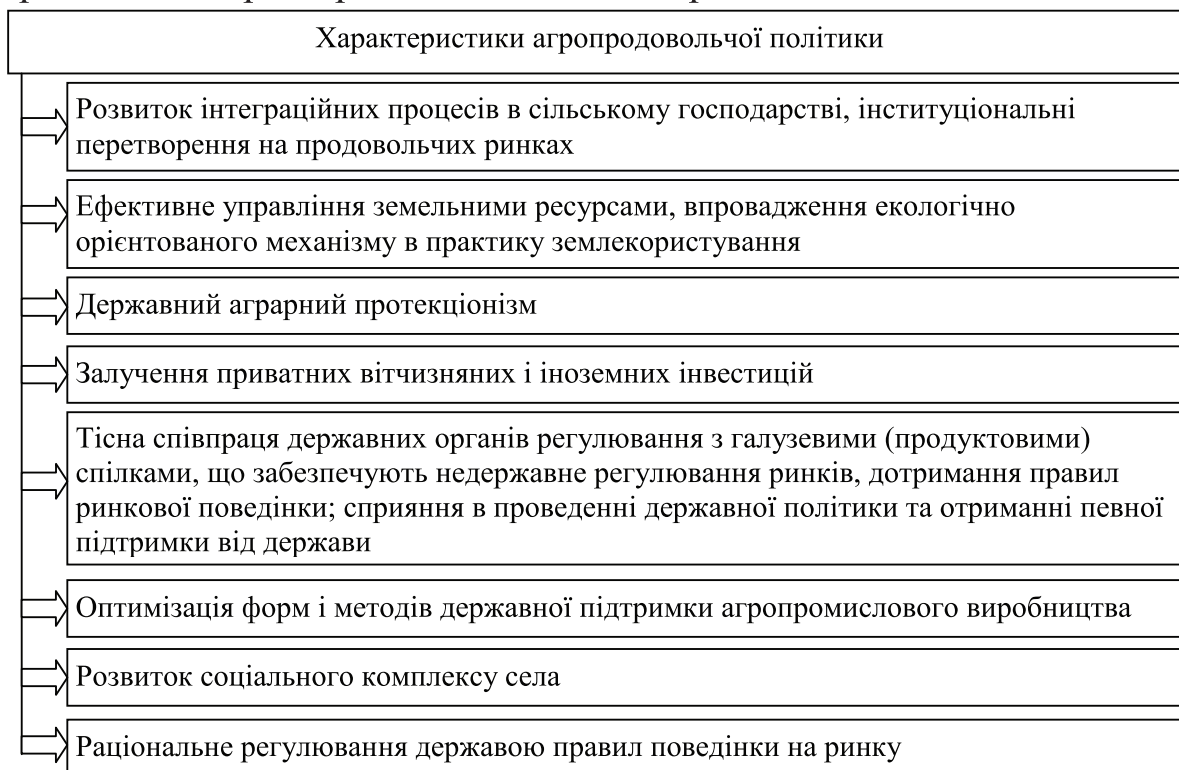 Характеристики агропродовольчої політики
Розвиток інтеграційних процесів в сільському господарстві, інституціональні
перетворення на продовольчих ринках
Ефективне управління земельними ресурсами, впровадження екологічно
орієнтованого механізму в практику землекористування
Державний аграрний протекціонізм
Залучення приватних вітчизняних і іноземних інвестицій
Тісна співпраця державних органів регулювання з галузевими (продуктовими)
спілками, що забезпечують недержавне регулювання ринків, дотримання правил
ринкової поведінки; сприяння в проведенні державної політики та отриманні певної
підтримки від держави
Оптимізація форм і методів державної підтримки агропромислового виробництва
Розвиток соціального комплексу села
Раціональне регулювання державою правил поведінки на ринку